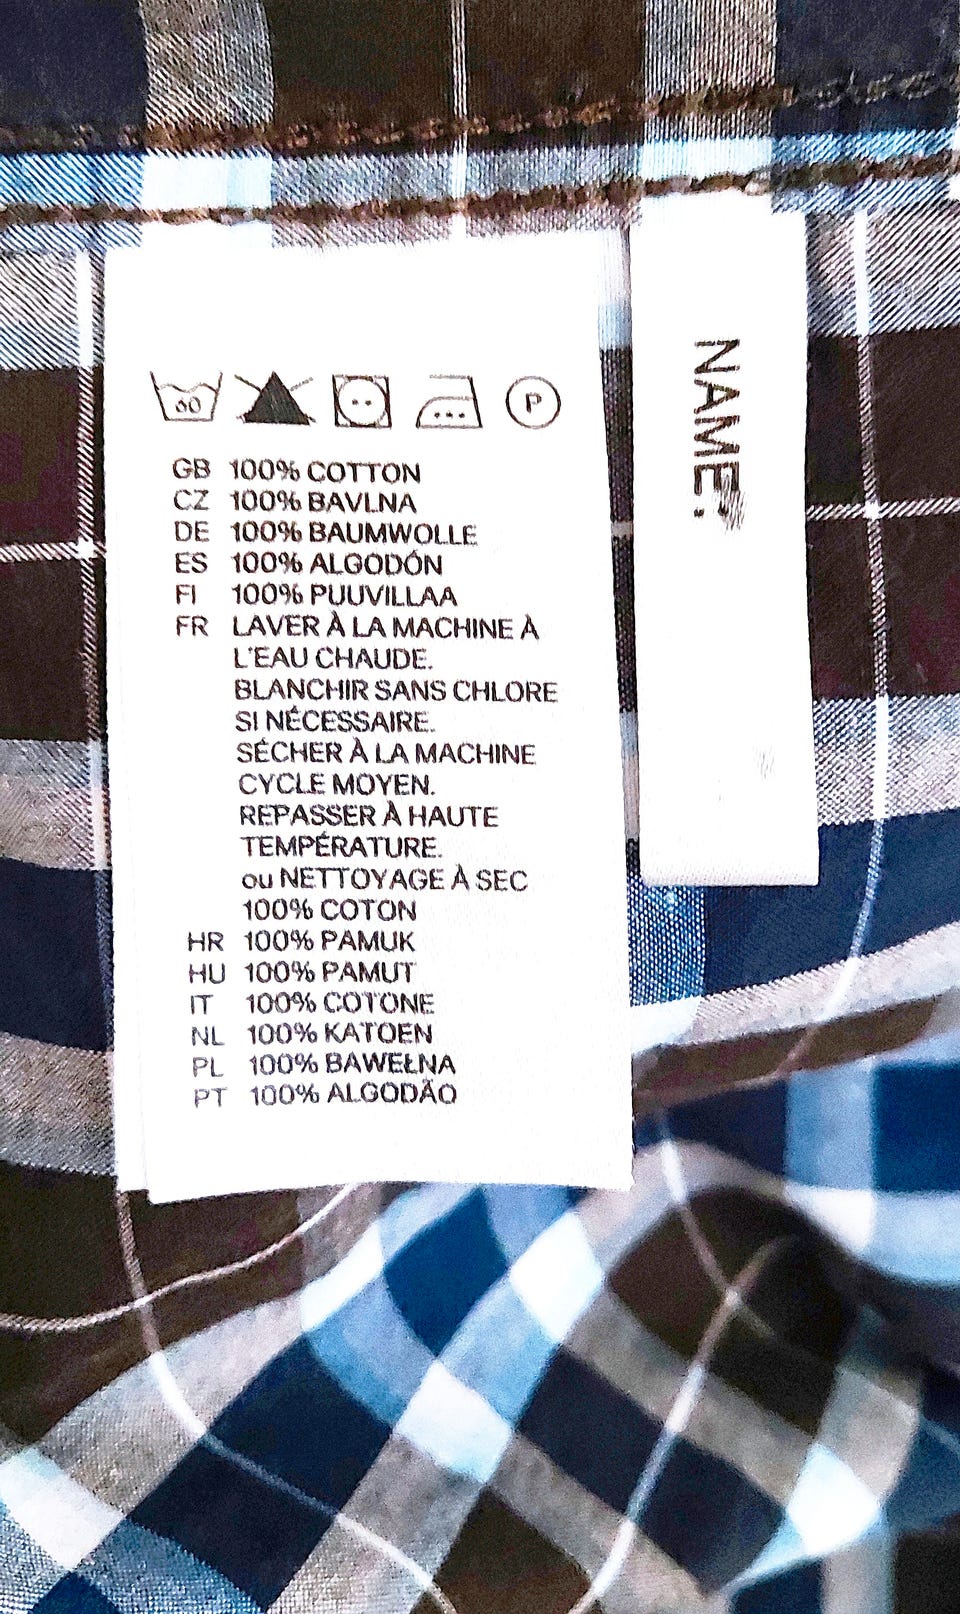 60
P
GB 100% COTTON
CZ 100% BAVLNA
DE 100% BAUMWOLLE
ES 100% ALGODÓN
FI 100% PUUVILLAA
FR LAVER À LA MACHINE À
L'EAU CHAUDE.
BLANCHIR SANS CHLORE
SI NÉCESSAIRE.
SÉCHER À LA MACHINE
CYCLE MOYEN.
REPASSER À HAUTE
TEMPÉRATURE.
ou NETTOYAGE À SEC
100% COTON
HR 100% PAMUK
HU 100% PAMUT
IT 100% COTONE
NL 100% KATOEN
PL 100% BAWEŁNA
PT 100% ALGODÃO
NAME: